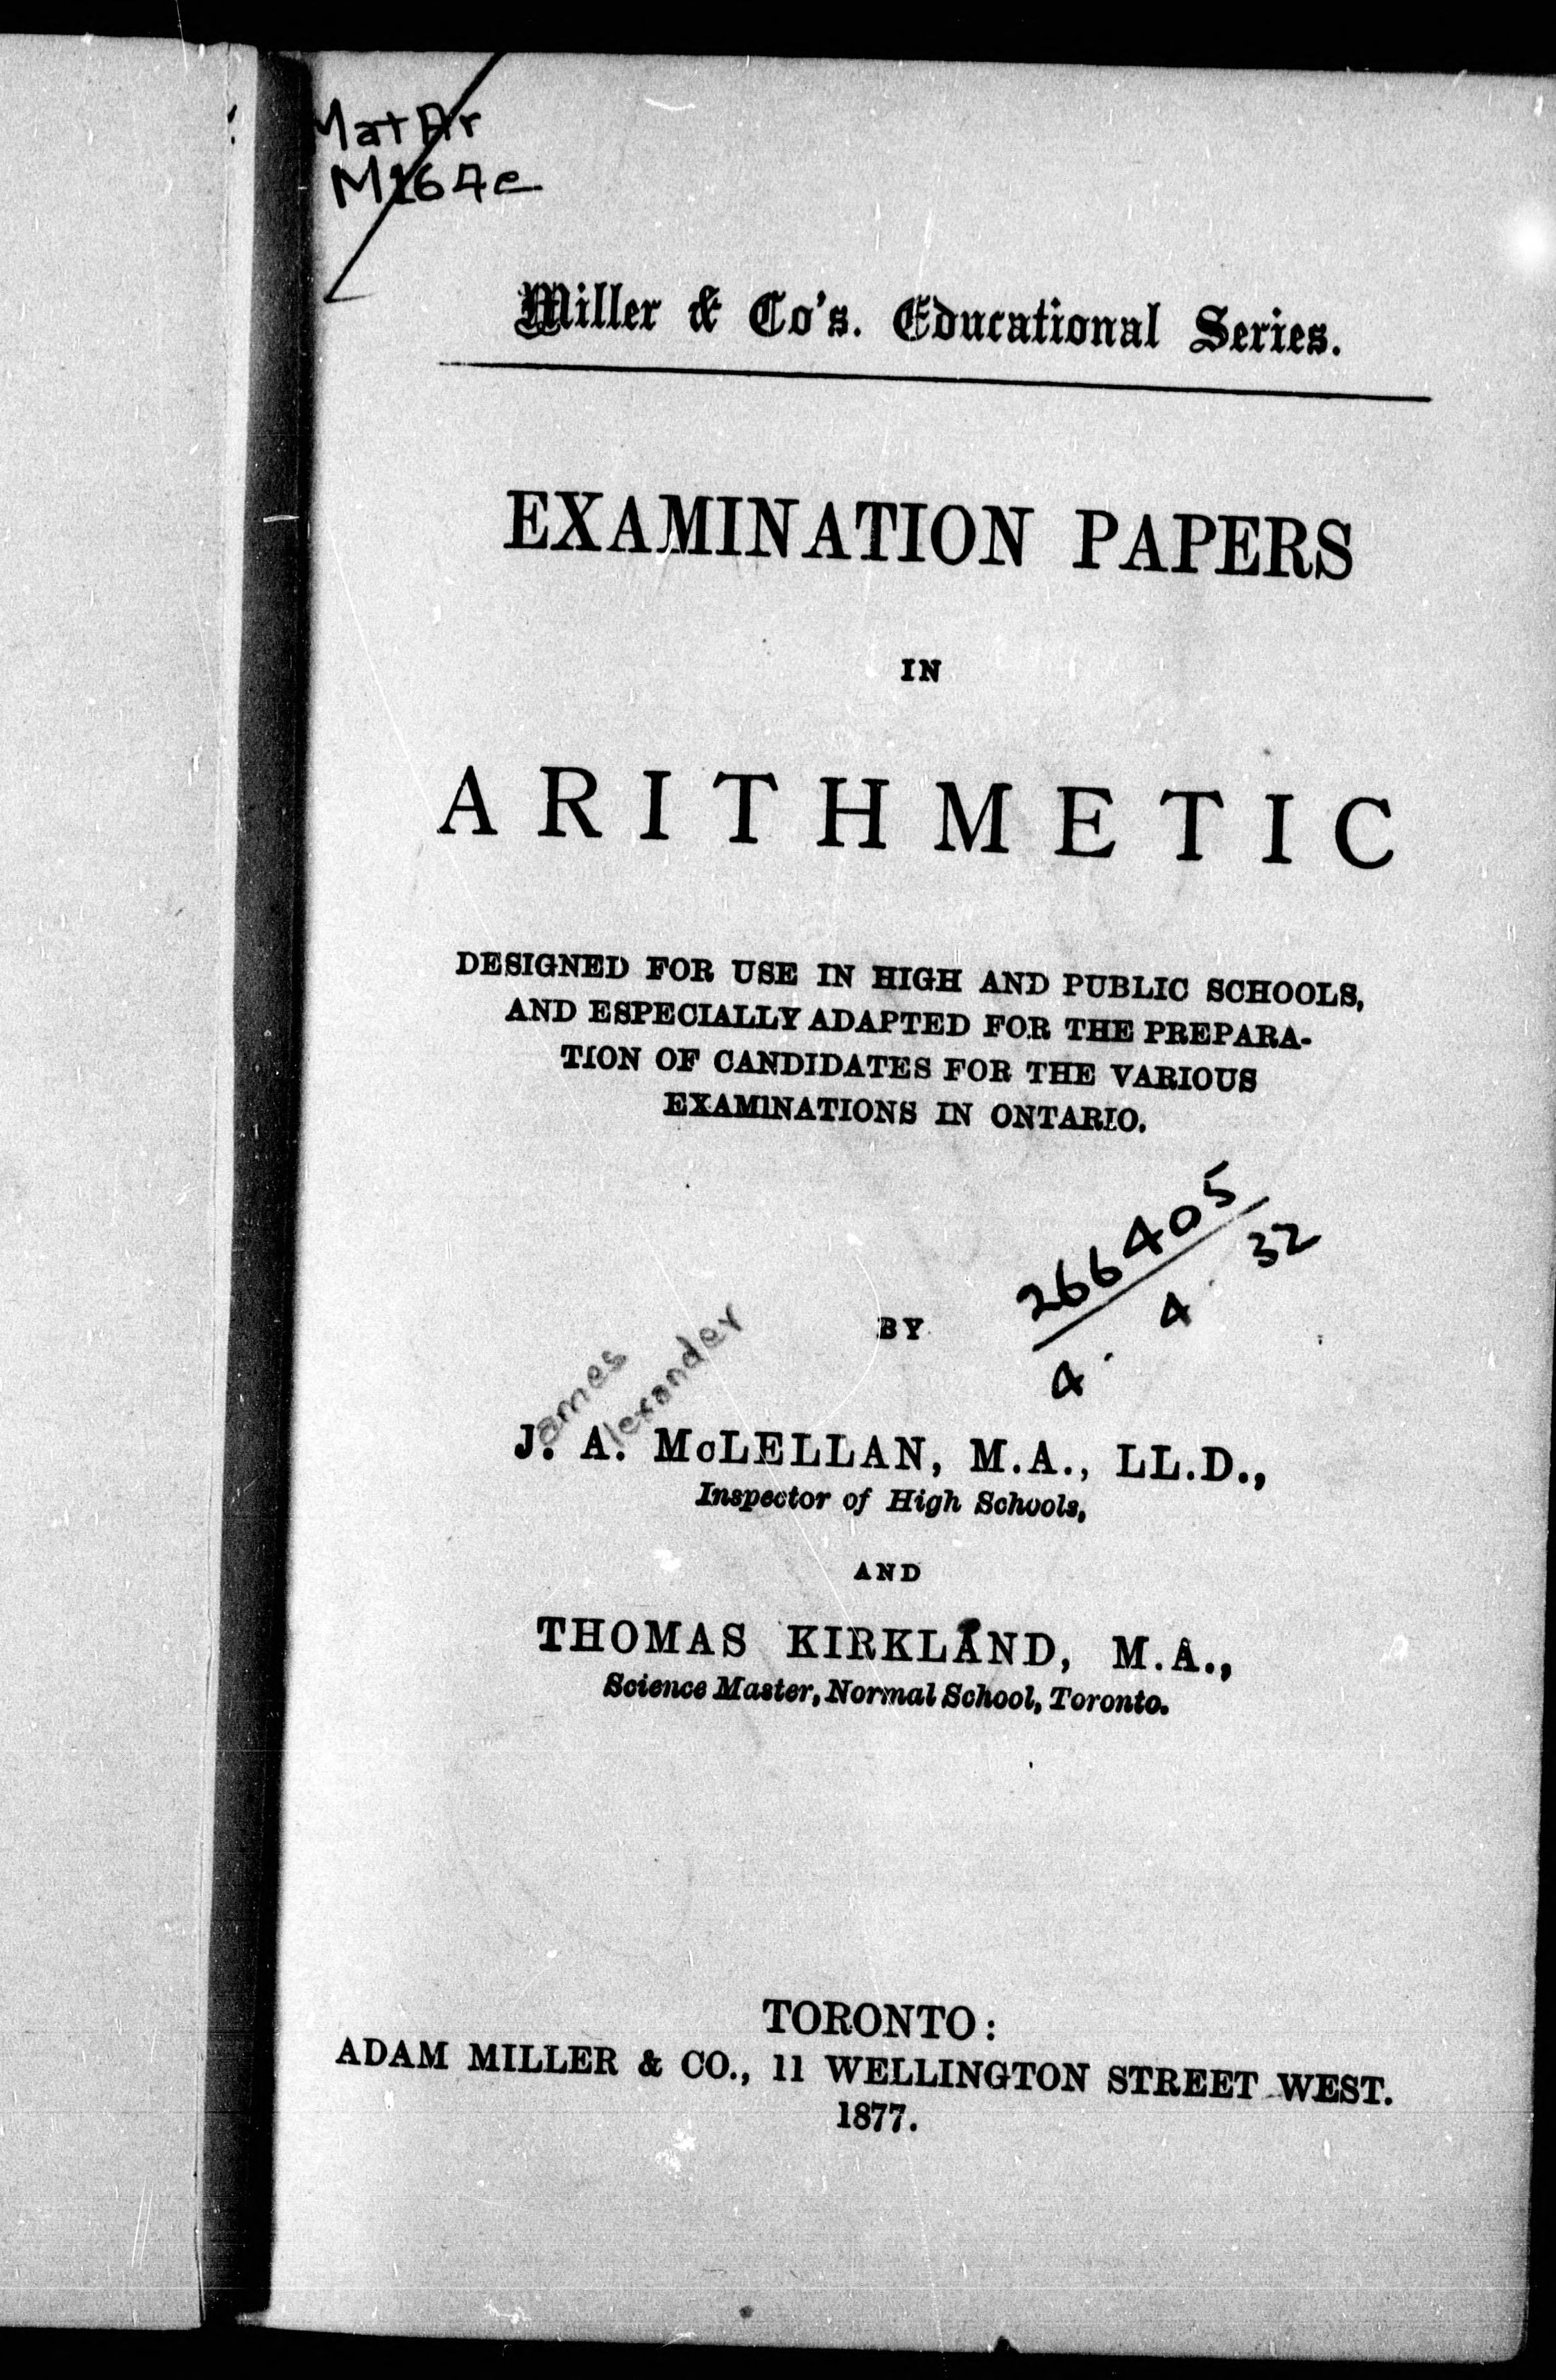 MatAr
M164e
Miller & Co's. Educational Series.
EXAMINATION PAPERS
IN
ARITHMETIC
DESIGNED FOR USE IN HIGH AND PUBLIC SCHOOLS,
AND ESPECIALLY ADAPTED FOR THE PREPARA-
TION OF CANDIDATES FOR THE VARIOUS
EXAMINATIONS IN ONTARIO.
266405
4. 4. 32
BY
James Alexander
J. A. McLELLAN, M.A., LL.D.,
Inspector of High Schools,
AND
THOMAS KIRKLAND, M.A.,
Science Master, Normal School, Toronto.
TORONTO:
ADAM MILLER & CO., 11 WELLINGTON STREET WEST.
1877.